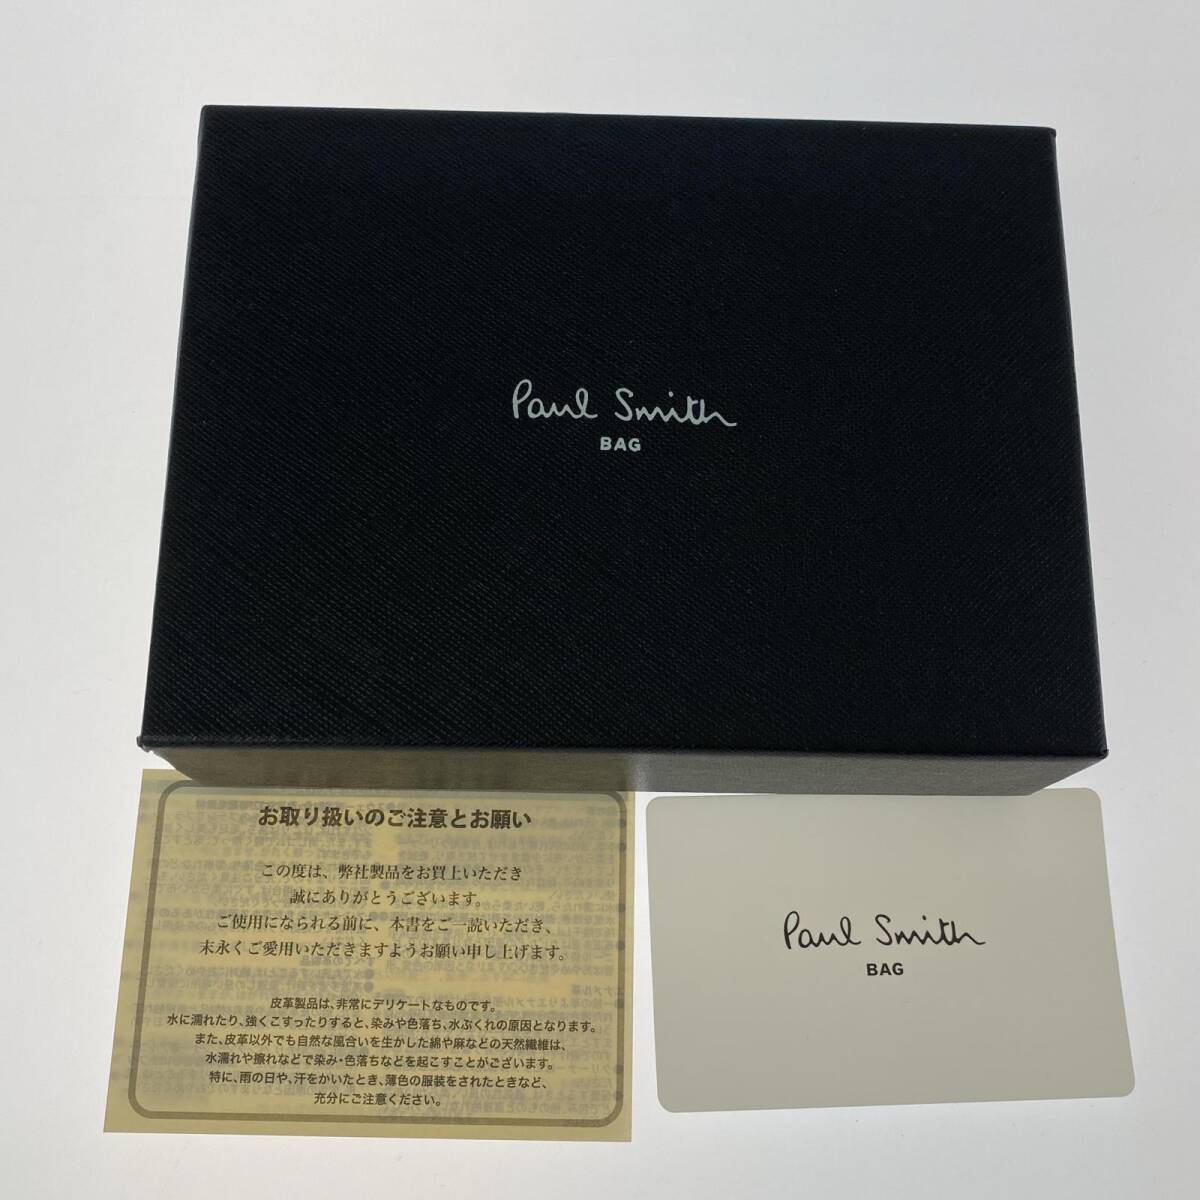 Paul Smith
BAG
お取り扱いのご注意とお願い
この度は、弊社製品をお買上いただき
誠にありがとうございます。
ご使用になられる前に、本書をご一読いただき、
末永くご愛用いただきますようお願い申し上げます。
皮革製品は、非常にデリケートなものです。
水に濡れたり、強くこすったりすると、染みや色落ち、水ぶくれの原因となります。
また、皮革以外でも自然な風合いを生かした綿や麻などの天然繊維は、
水濡れや擦れなどで染み・色落ちなどを起こすことがございます。
特に、雨の日や、汗をかいたとき、薄色の服装をされたときなど、
充分にご注意ください。
Paul Smith
BAG